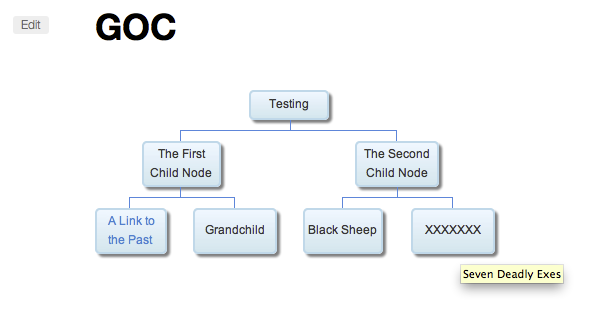 Edit
GOC
Testing
The First
Child Node
The Second
Child Node
A Link to
the Past
Grandchild
Black Sheep
XXXXXXX
Seven Deadly Exes